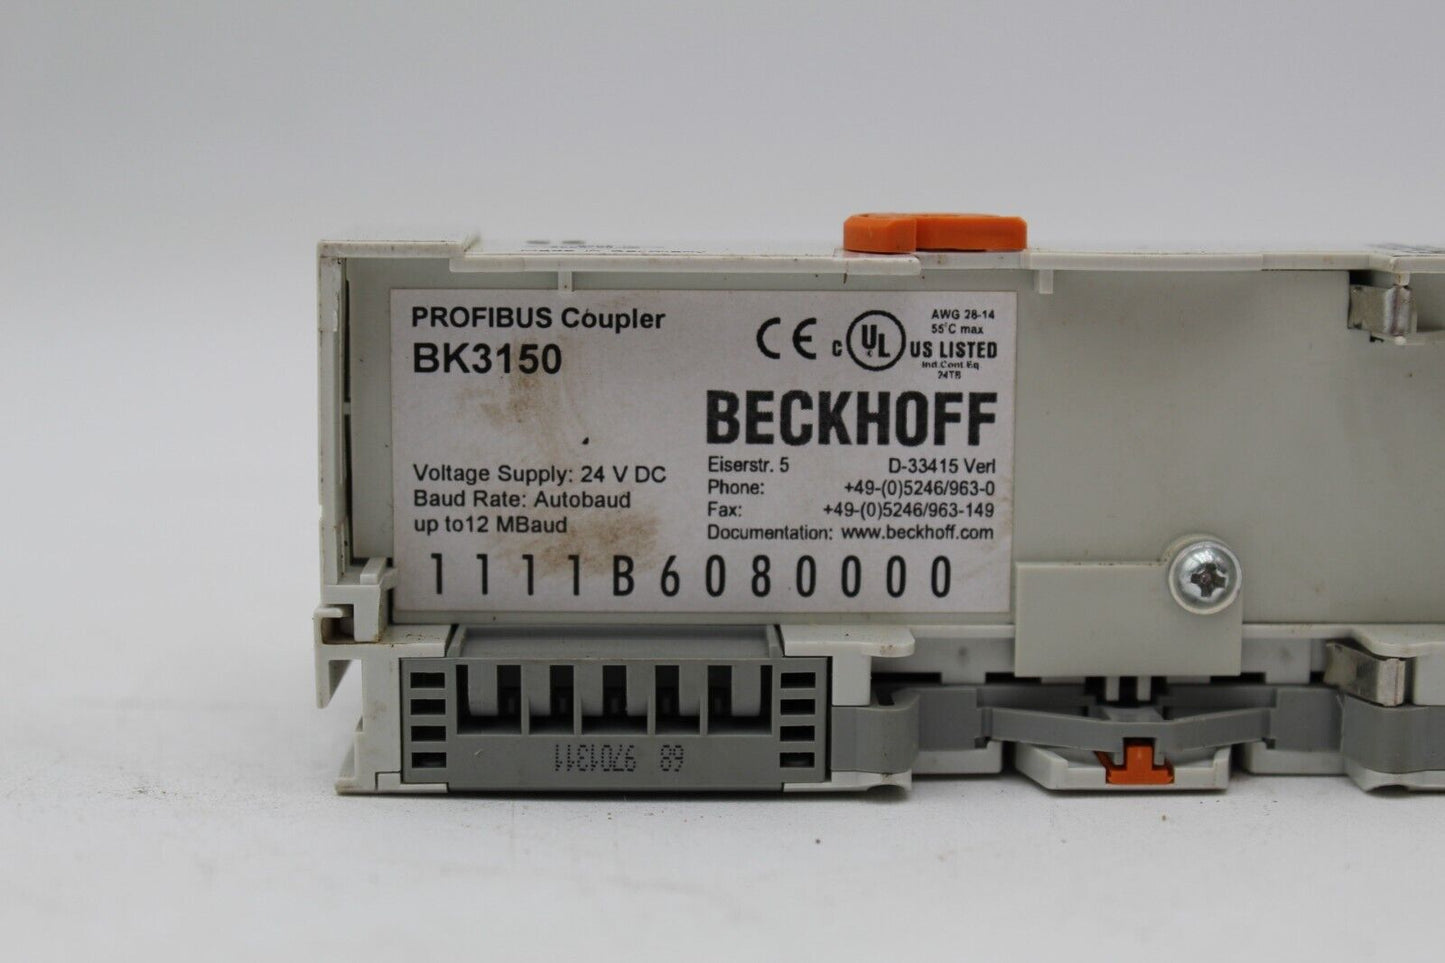 PROFIBUS Coupler
BK3150
CE
c UL US LISTED
AWG 28-14
55°C max
Ind.Cont.Eq
24TB
BECKHOFF
Eiserstr. 5 D-33415 Verl
Phone: +49-(0)5246/963-0
Fax: +49-(0)5246/963-149
Documentation: www.beckhoff.com
Voltage Supply: 24 V DC
Baud Rate: Autobaud
up to12 MBaud
1111B6080000